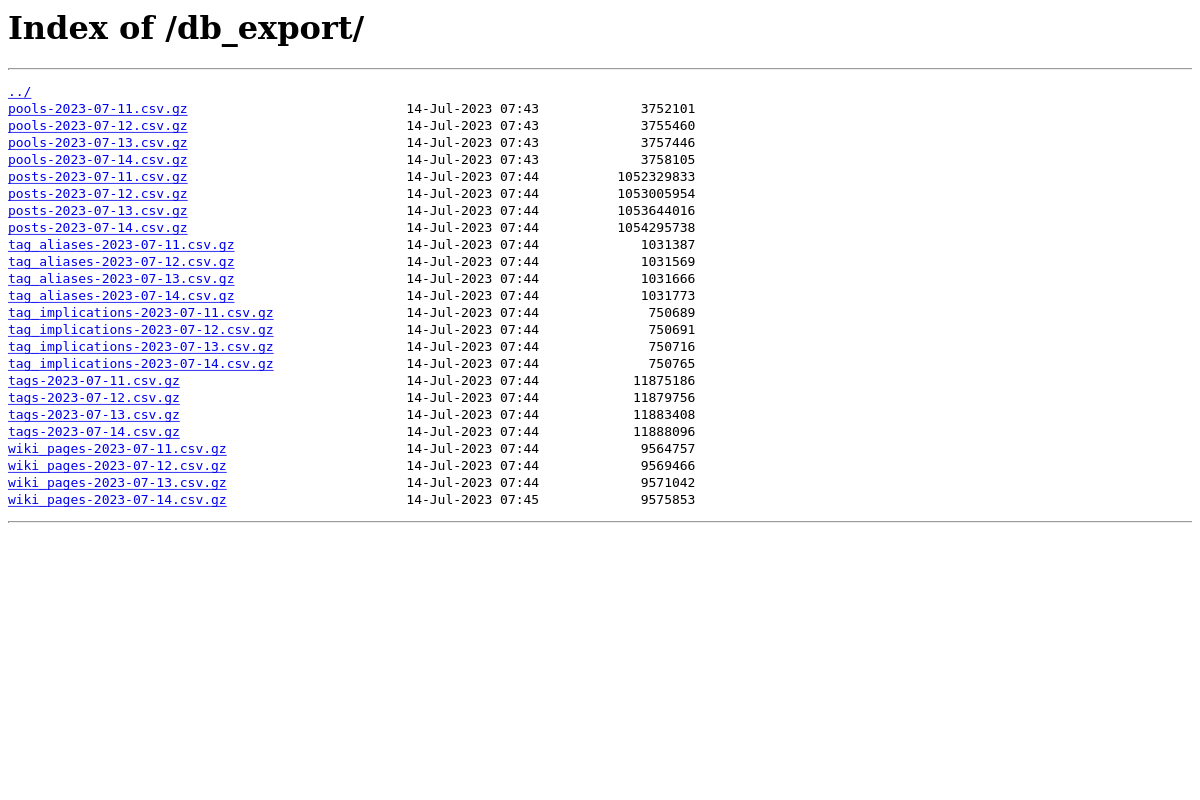 Index of /db_export/
../
pools-2023-07-11.csv.gz 14-Jul-2023 07:43 3752101
pools-2023-07-12.csv.gz 14-Jul-2023 07:43 3755460
pools-2023-07-13.csv.gz 14-Jul-2023 07:43 3757446
pools-2023-07-14.csv.gz 14-Jul-2023 07:43 3758105
posts-2023-07-11.csv.gz 14-Jul-2023 07:44 1052329833
posts-2023-07-12.csv.gz 14-Jul-2023 07:44 1053005954
posts-2023-07-13.csv.gz 14-Jul-2023 07:44 1053644016
posts-2023-07-14.csv.gz 14-Jul-2023 07:44 1054295738
tag_aliases-2023-07-11.csv.gz 14-Jul-2023 07:44 1031387
tag_aliases-2023-07-12.csv.gz 14-Jul-2023 07:44 1031569
tag_aliases-2023-07-13.csv.gz 14-Jul-2023 07:44 1031666
tag_aliases-2023-07-14.csv.gz 14-Jul-2023 07:44 1031773
tag_implications-2023-07-11.csv.gz 14-Jul-2023 07:44 750689
tag_implications-2023-07-12.csv.gz 14-Jul-2023 07:44 750691
tag_implications-2023-07-13.csv.gz 14-Jul-2023 07:44 750716
tag_implications-2023-07-14.csv.gz 14-Jul-2023 07:44 750765
tags-2023-07-11.csv.gz 14-Jul-2023 07:44 11875186
tags-2023-07-12.csv.gz 14-Jul-2023 07:44 11879756
tags-2023-07-13.csv.gz 14-Jul-2023 07:44 11883408
tags-2023-07-14.csv.gz 14-Jul-2023 07:44 11888096
wiki_pages-2023-07-11.csv.gz 14-Jul-2023 07:44 9564757
wiki_pages-2023-07-12.csv.gz 14-Jul-2023 07:44 9569466
wiki_pages-2023-07-13.csv.gz 14-Jul-2023 07:44 9571042
wiki_pages-2023-07-14.csv.gz 14-Jul-2023 07:45 9575853